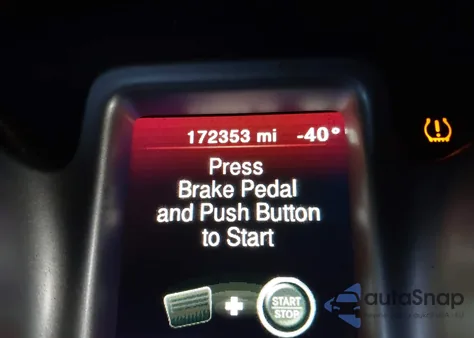 172353 mi -40°
Press
Brake Pedal
and Push Button
to Start
START
STOP
autoSnap